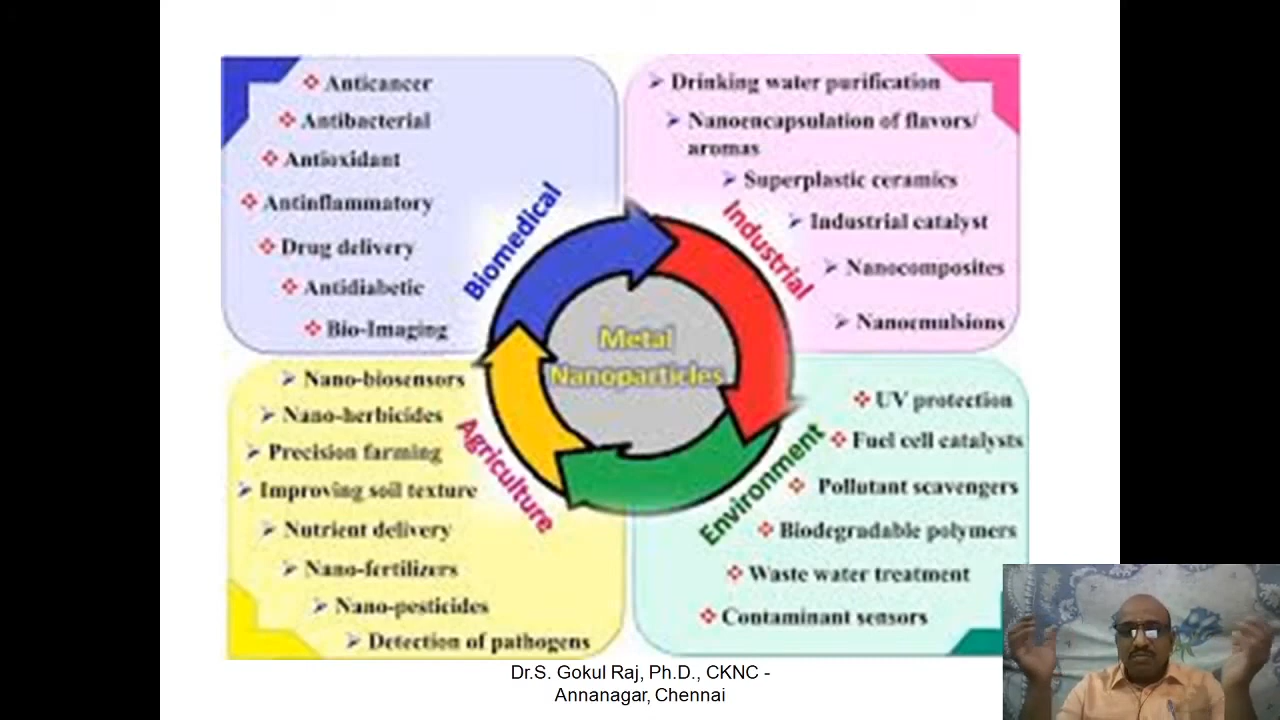 Anticancer
Antibacterial
Antioxidant
Antinflammatory
Drug delivery
Antidiabetic
Bio-Imaging
Biomedical
Drinking water purification
Nanoencapsulation of flavors/
aromas
Superplastic ceramics
Industrial catalyst
Nanocomposites
Nanoemulsions
Industrial
Metal
Nanoparticles
Nano-biosensors
Nano-herbicides
Precision farming
Improving soil texture
Nutrient delivery
Nano-fertilizers
Nano-pesticides
Detection of pathogens
Agriculture
UV protection
Fuel cell catalysts
Pollutant scavengers
Biodegradable polymers
Waste water treatment
Contaminant sensors
Environment
Dr.S. Gokul Raj, Ph.D., CKNC -
Annanagar, Chennai